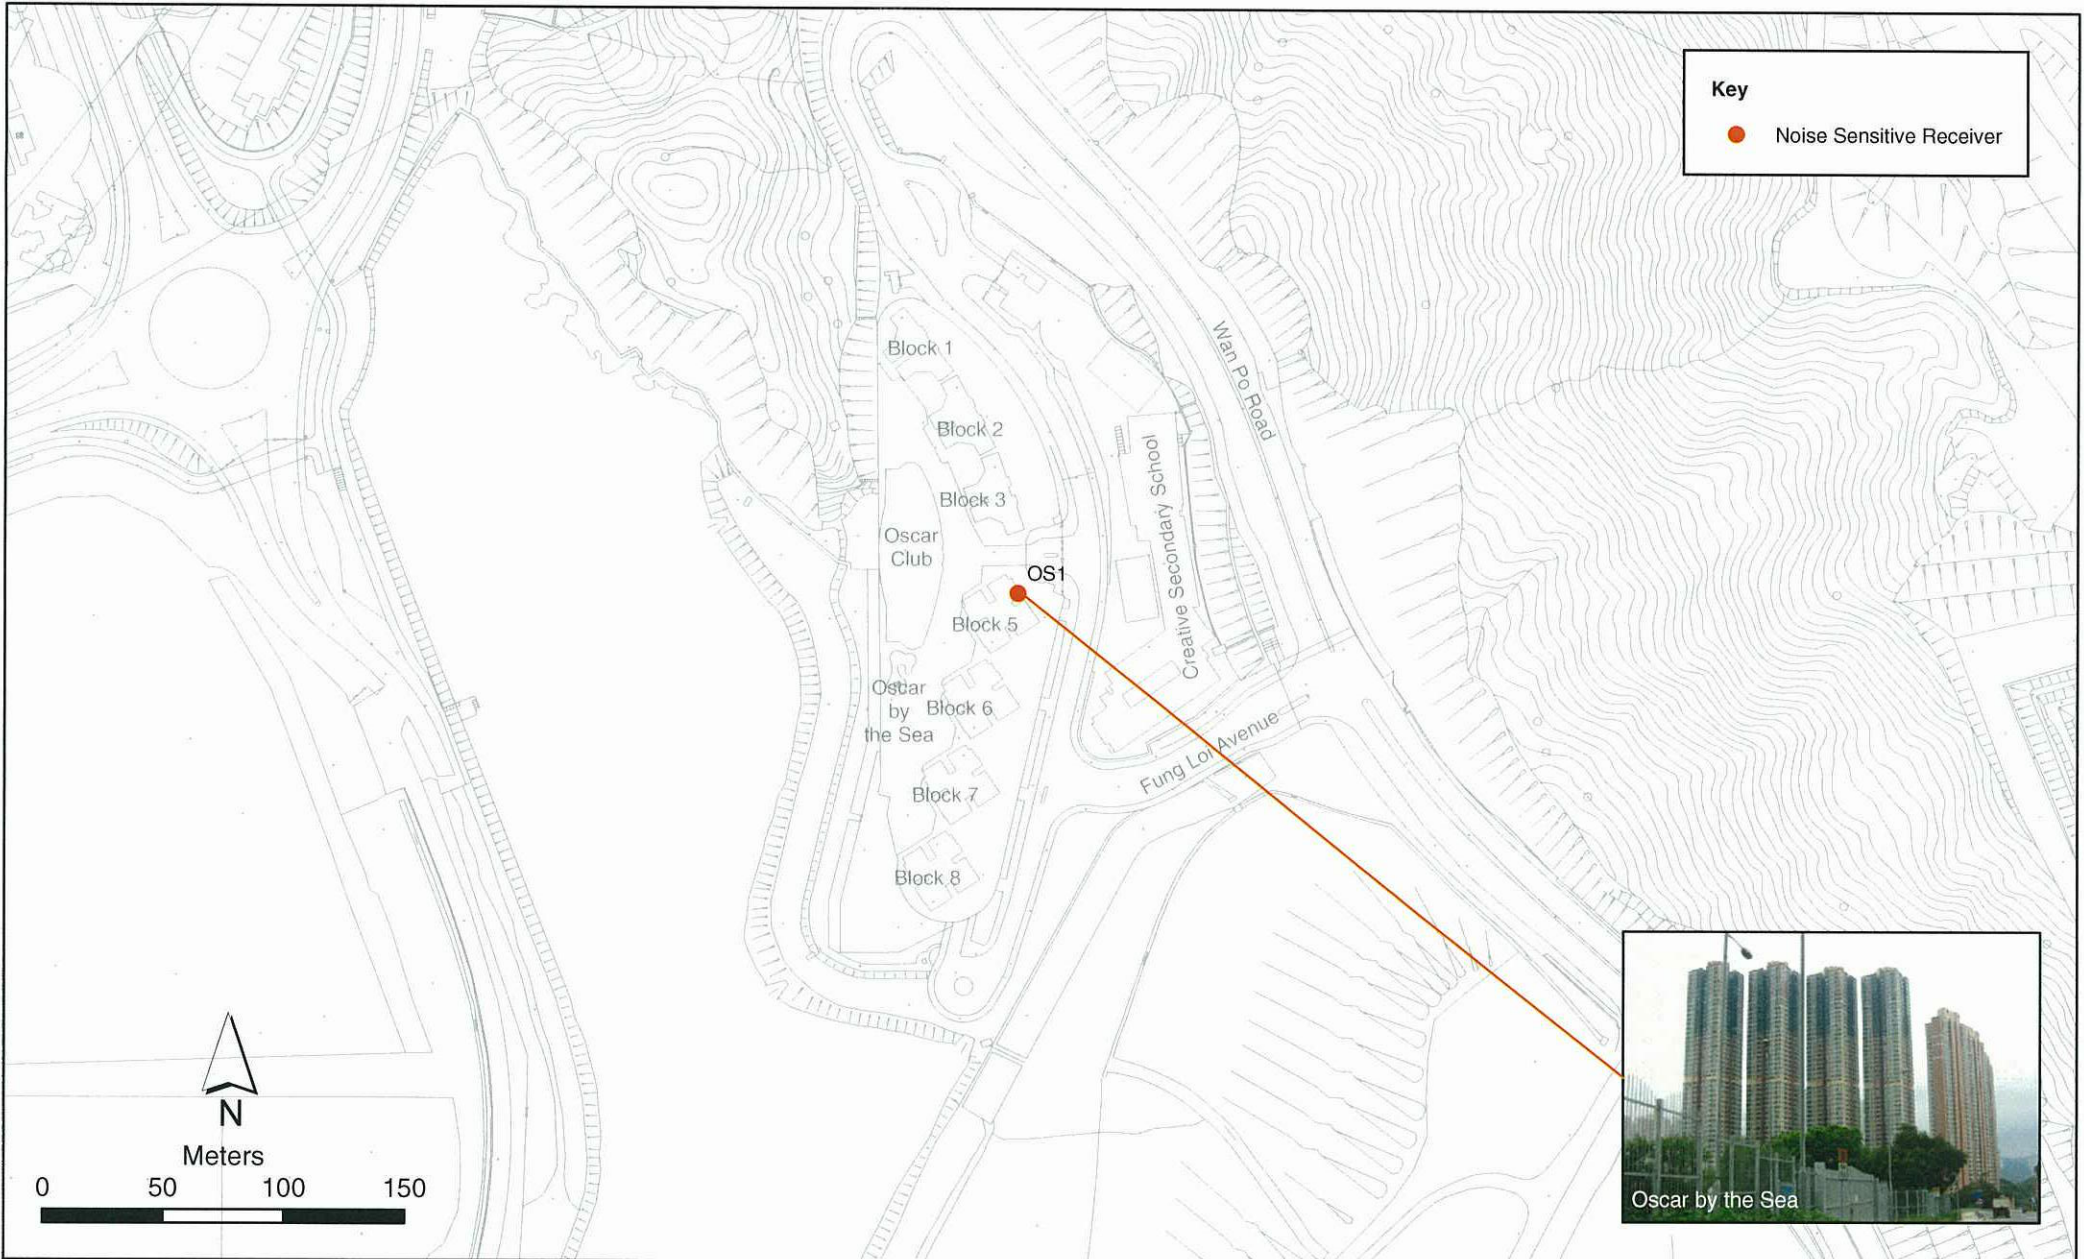 Key
Noise Sensitive Receiver
Wan Po Road
Block 1
Block 2
Block 3
Creative Secondary School
Oscar
Club
OS1
Block 5
Oscar
by
the Sea
Block 6
Fung Loi Avenue
Block 7
Block 8
N
Meters
0 50 100 150
Oscar by the Sea